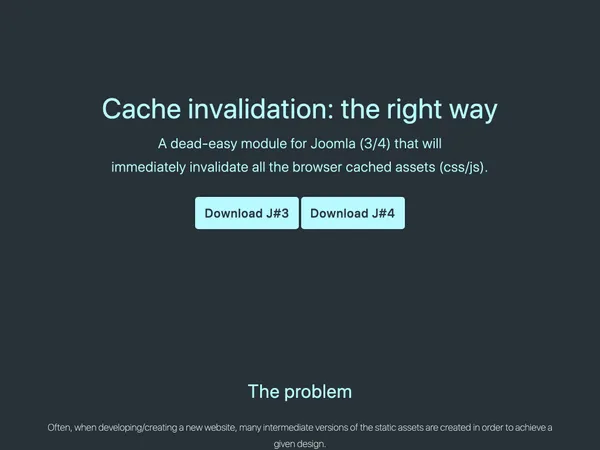 Cache invalidation: the right way
A dead-easy module for Joomla (3/4) that will
immediately invalidate all the browser cached assets (css/js).
Download J#3 Download J#4
The problem
Often, when developing/creating a new website, many intermediate versions of the static assets are created in order to achieve a
given design.